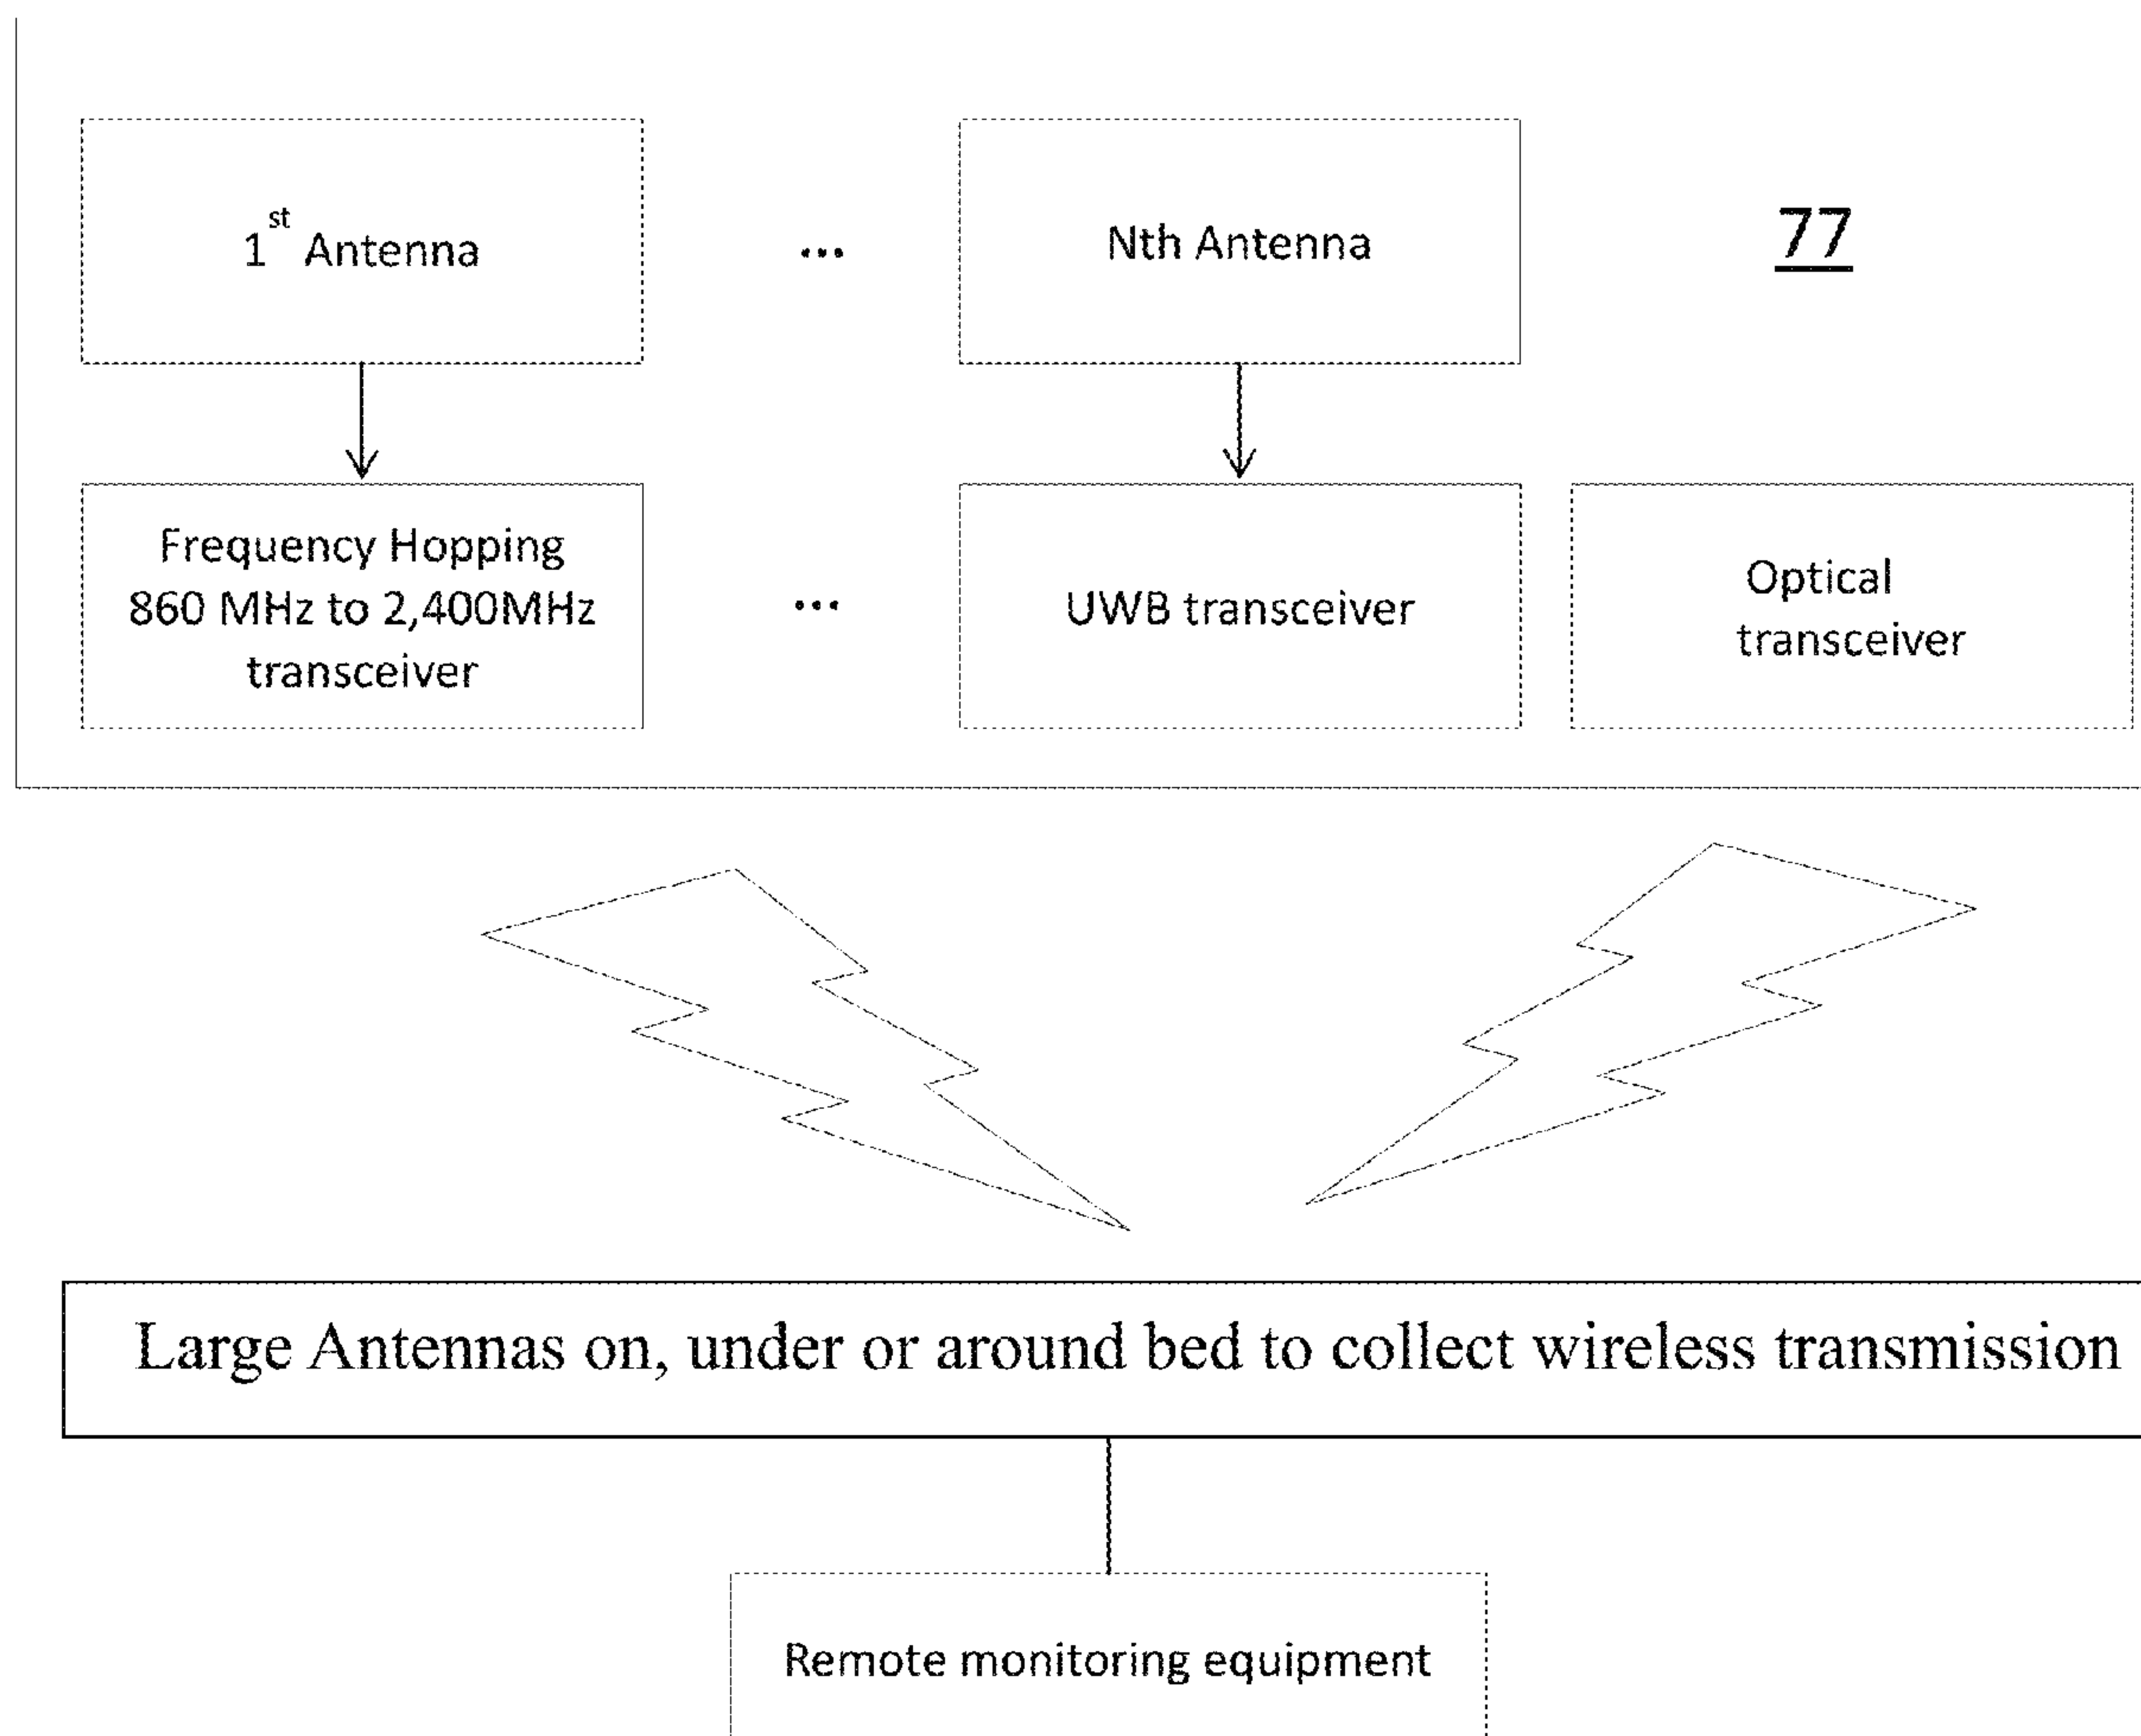 1st Antenna
...
Nth Antenna
77
Frequency Hopping
860 MHz to 2,400MHz
transceiver
...
UWB transceiver
Optical
transceiver
Large Antennas on, under or around bed to collect wireless transmission
Remote monitoring equipment